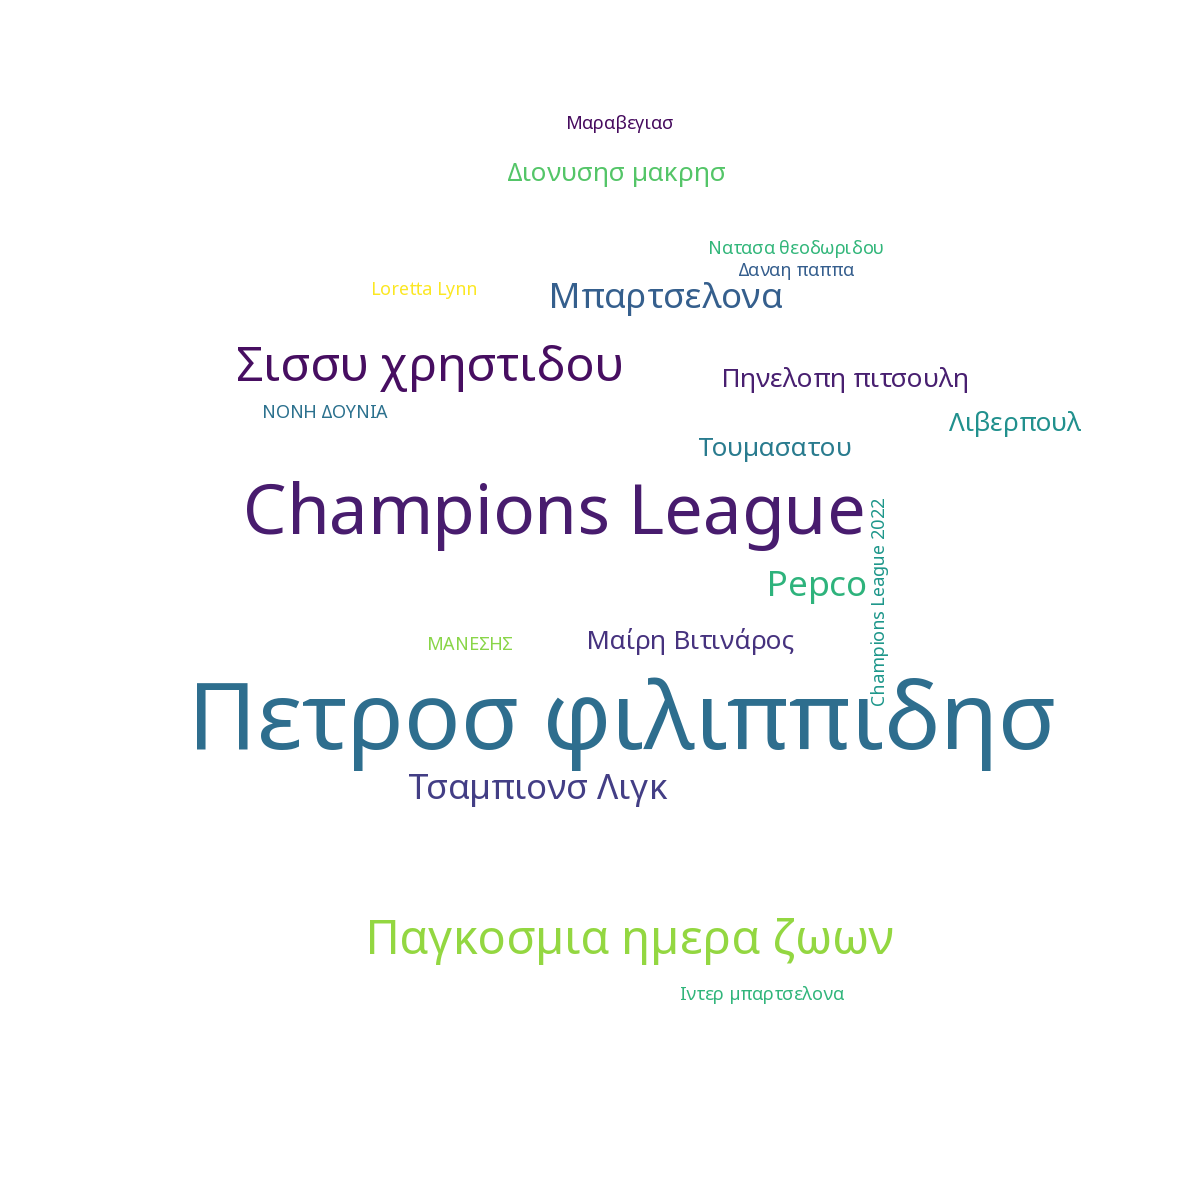 Μαραβεγιασ
Διονυσησ μακρησ
Νατασα θεοδωριδου
Δαναη παππα
Loretta Lynn
Μπαρτσελονα
Σισσυ χρηστιδου
Πηνελοπη πιτσουλη
ΝΟΝΗ ΔΟΥΝΙΑ
Λιβερπουλ
Τουμασατου
Champions League
Champions League 2022
Pepco
ΜΑΝΕΣΗΣ
Μαίρη Βιτινάρος
Πετροσ φιλιππιδησ
Τσαμπιονσ Λιγκ
Παγκοσμια ημερα ζωων
Ιντερ μπαρτσελονα